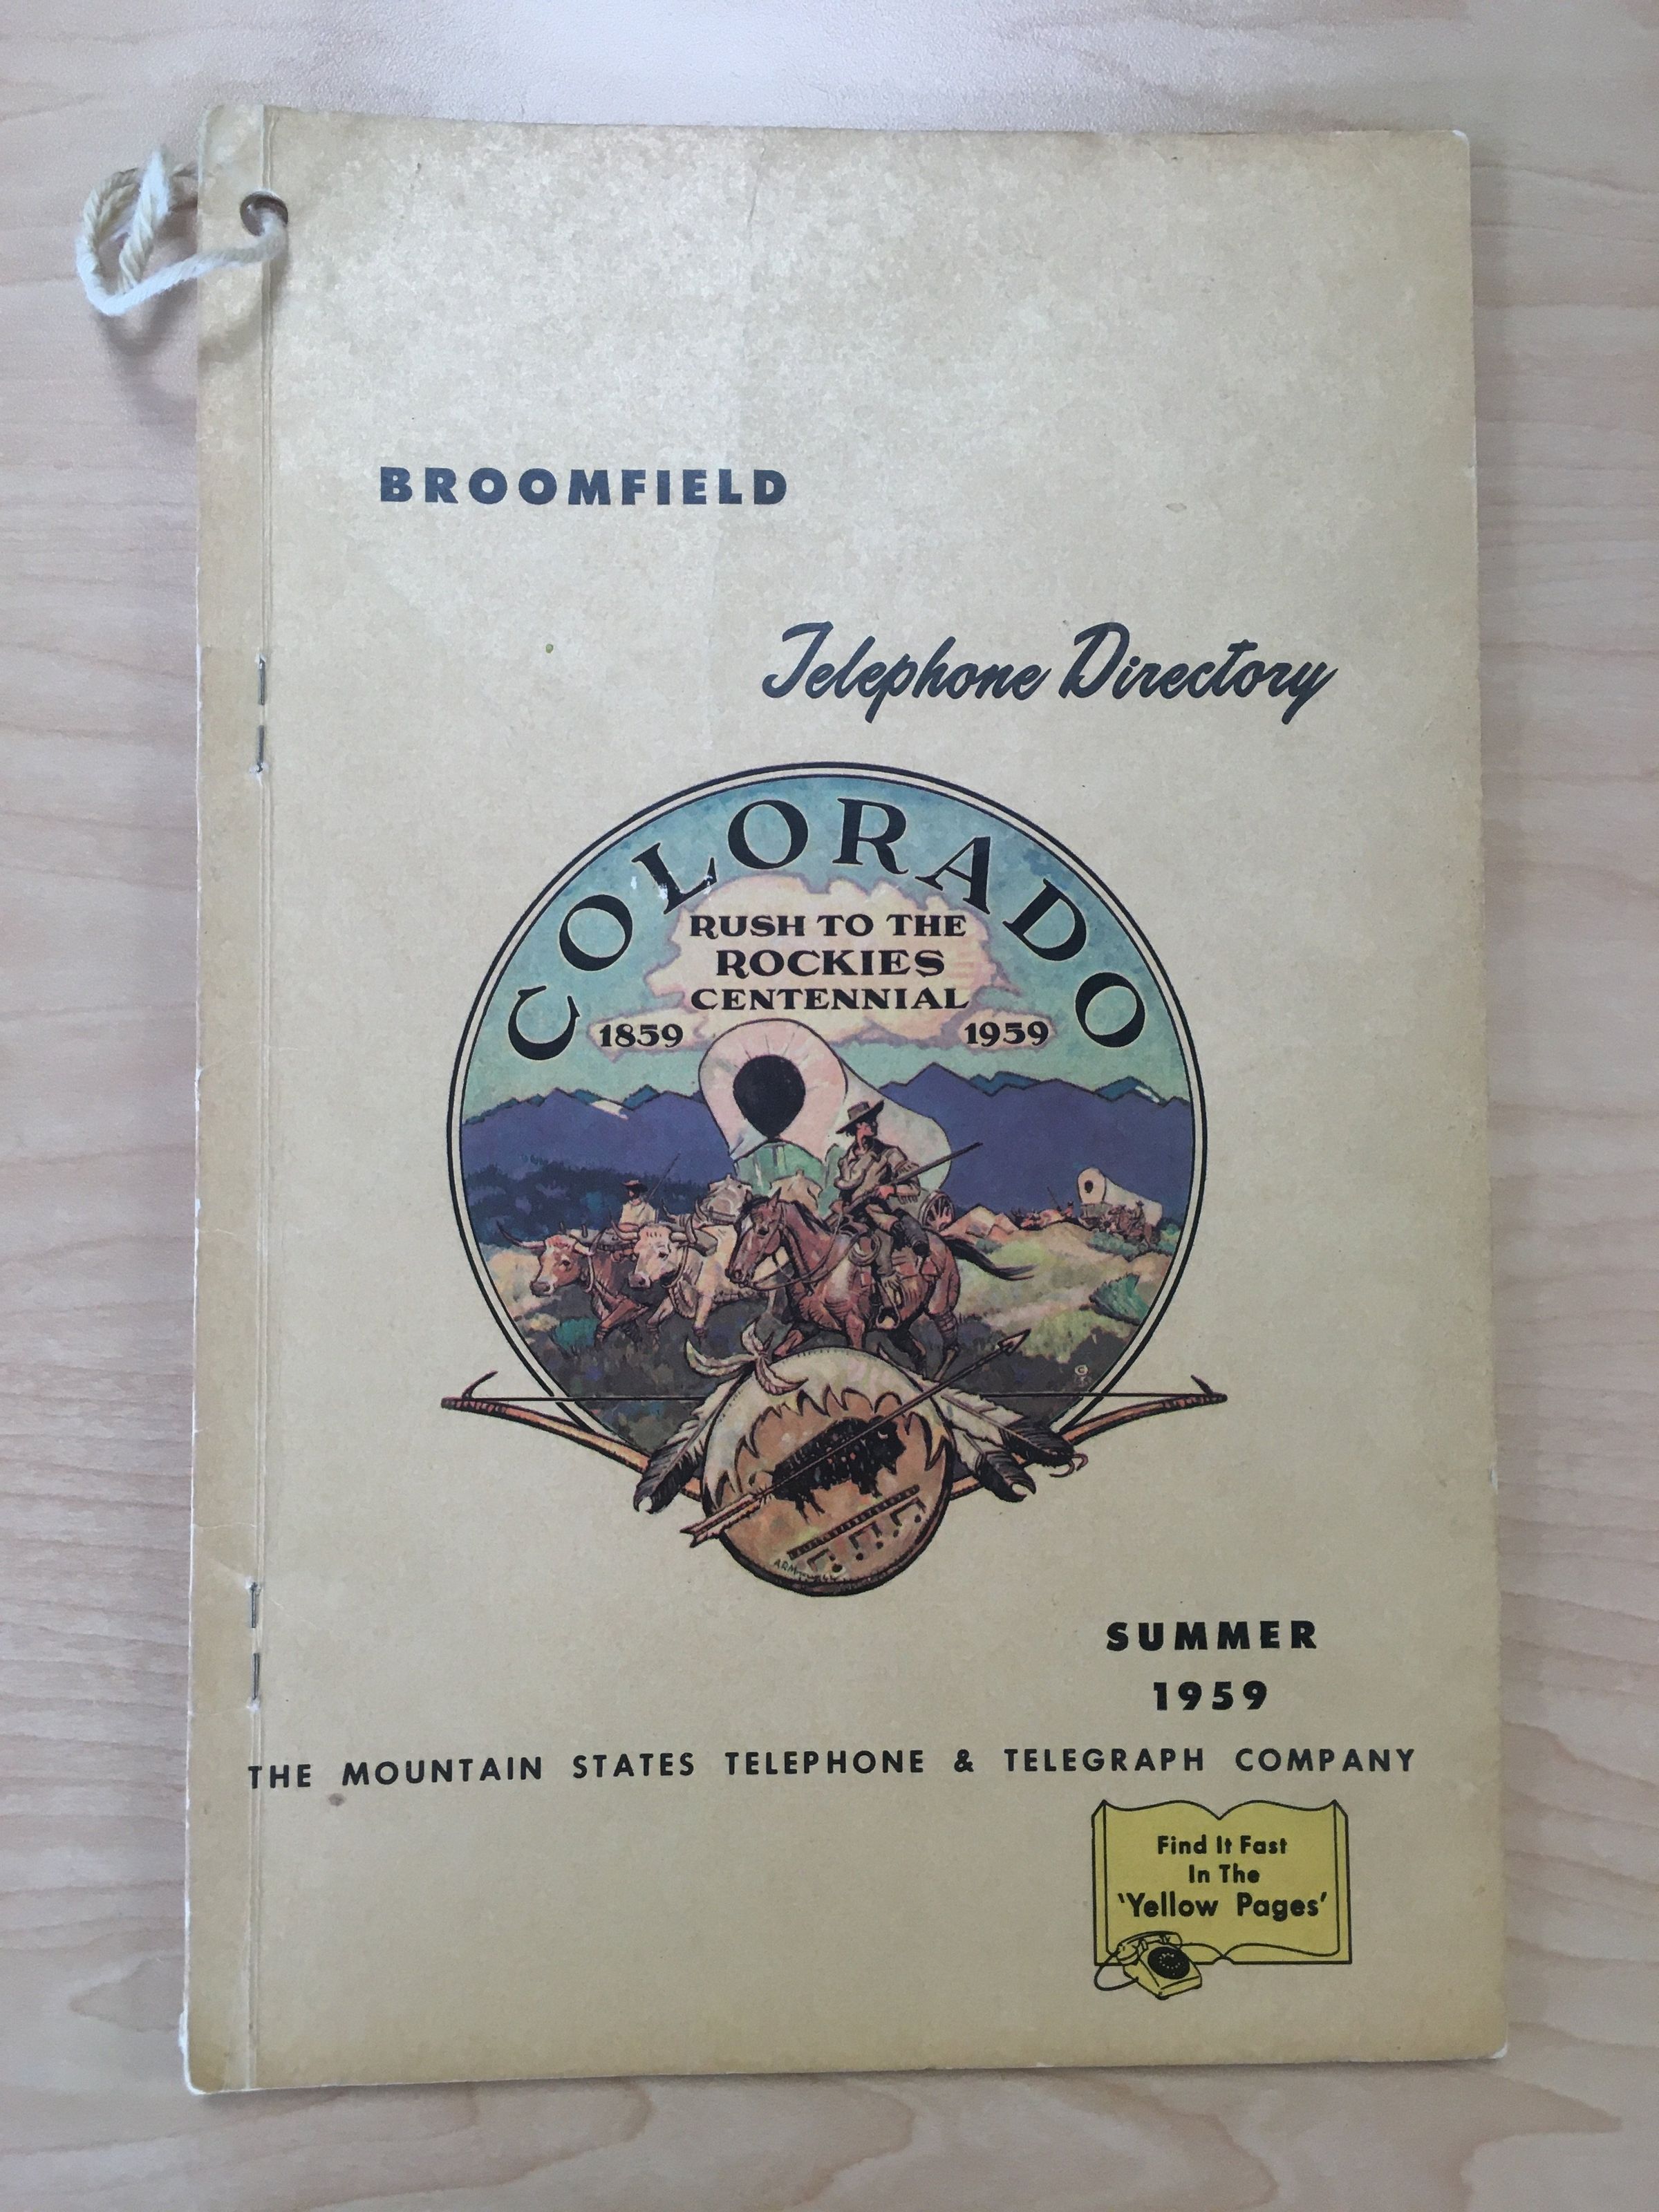 BROOMFIELD
Telephone Directory
COLORADO
RUSH TO THE
ROCKIES
CENTENNIAL
1859 1959
SUMMER
1959
THE MOUNTAIN STATES TELEPHONE & TELEGRAPH COMPANY
Find It Fast
In The
'Yellow Pages'